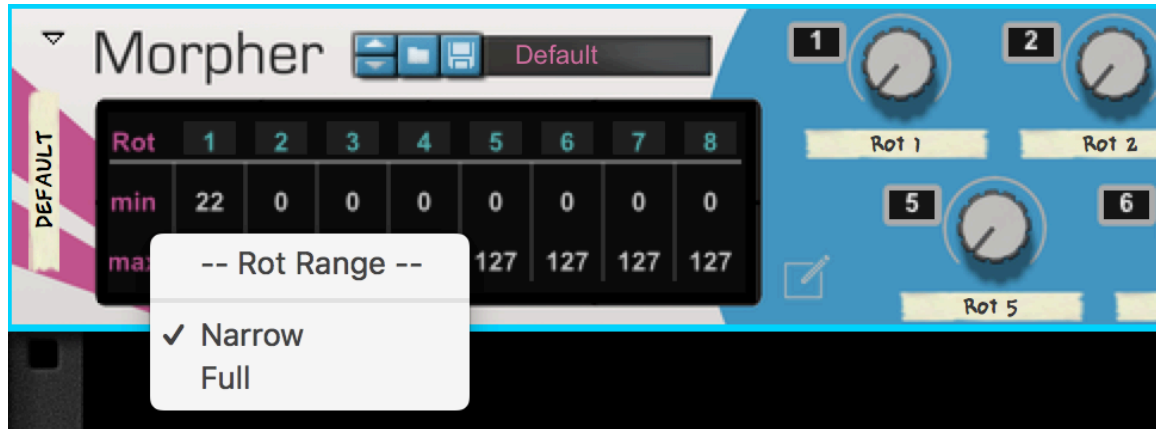 Morpher Default
DEFAULT
Rot 1 2 3 4 5 6 7 8
min 22 0 0 0 0 0 0 0
127 127 127 127
-- Rot Range --
Narrow
Full
1 2
Rot 1 Rot 2
5 6
Rot 5